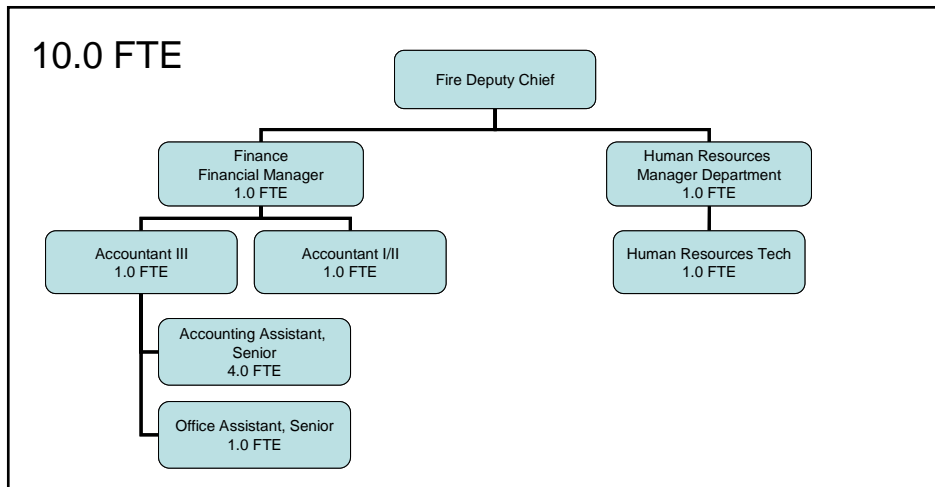 10.0 FTE
Fire Deputy Chief
Finance
Financial Manager
1.0 FTE
Human Resources
Manager Department
1.0 FTE
Accountant III
1.0 FTE
Accountant I/II
1.0 FTE
Human Resources Tech
1.0 FTE
Accounting Assistant,
Senior
4.0 FTE
Office Assistant, Senior
1.0 FTE